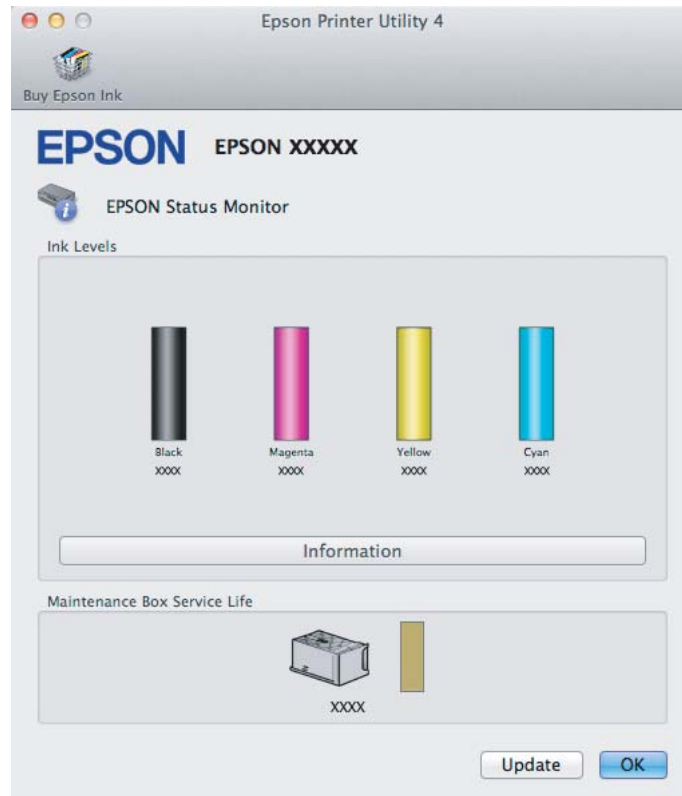 Epson Printer Utility 4
Buy Epson Ink
EPSON EPSON XXXXX
EPSON Status Monitor
Ink Levels
Black Magenta Yellow Cyan
XXXX XXXX XXXX XXXX
Information
Maintenance Box Service Life
XXXX
Update OK